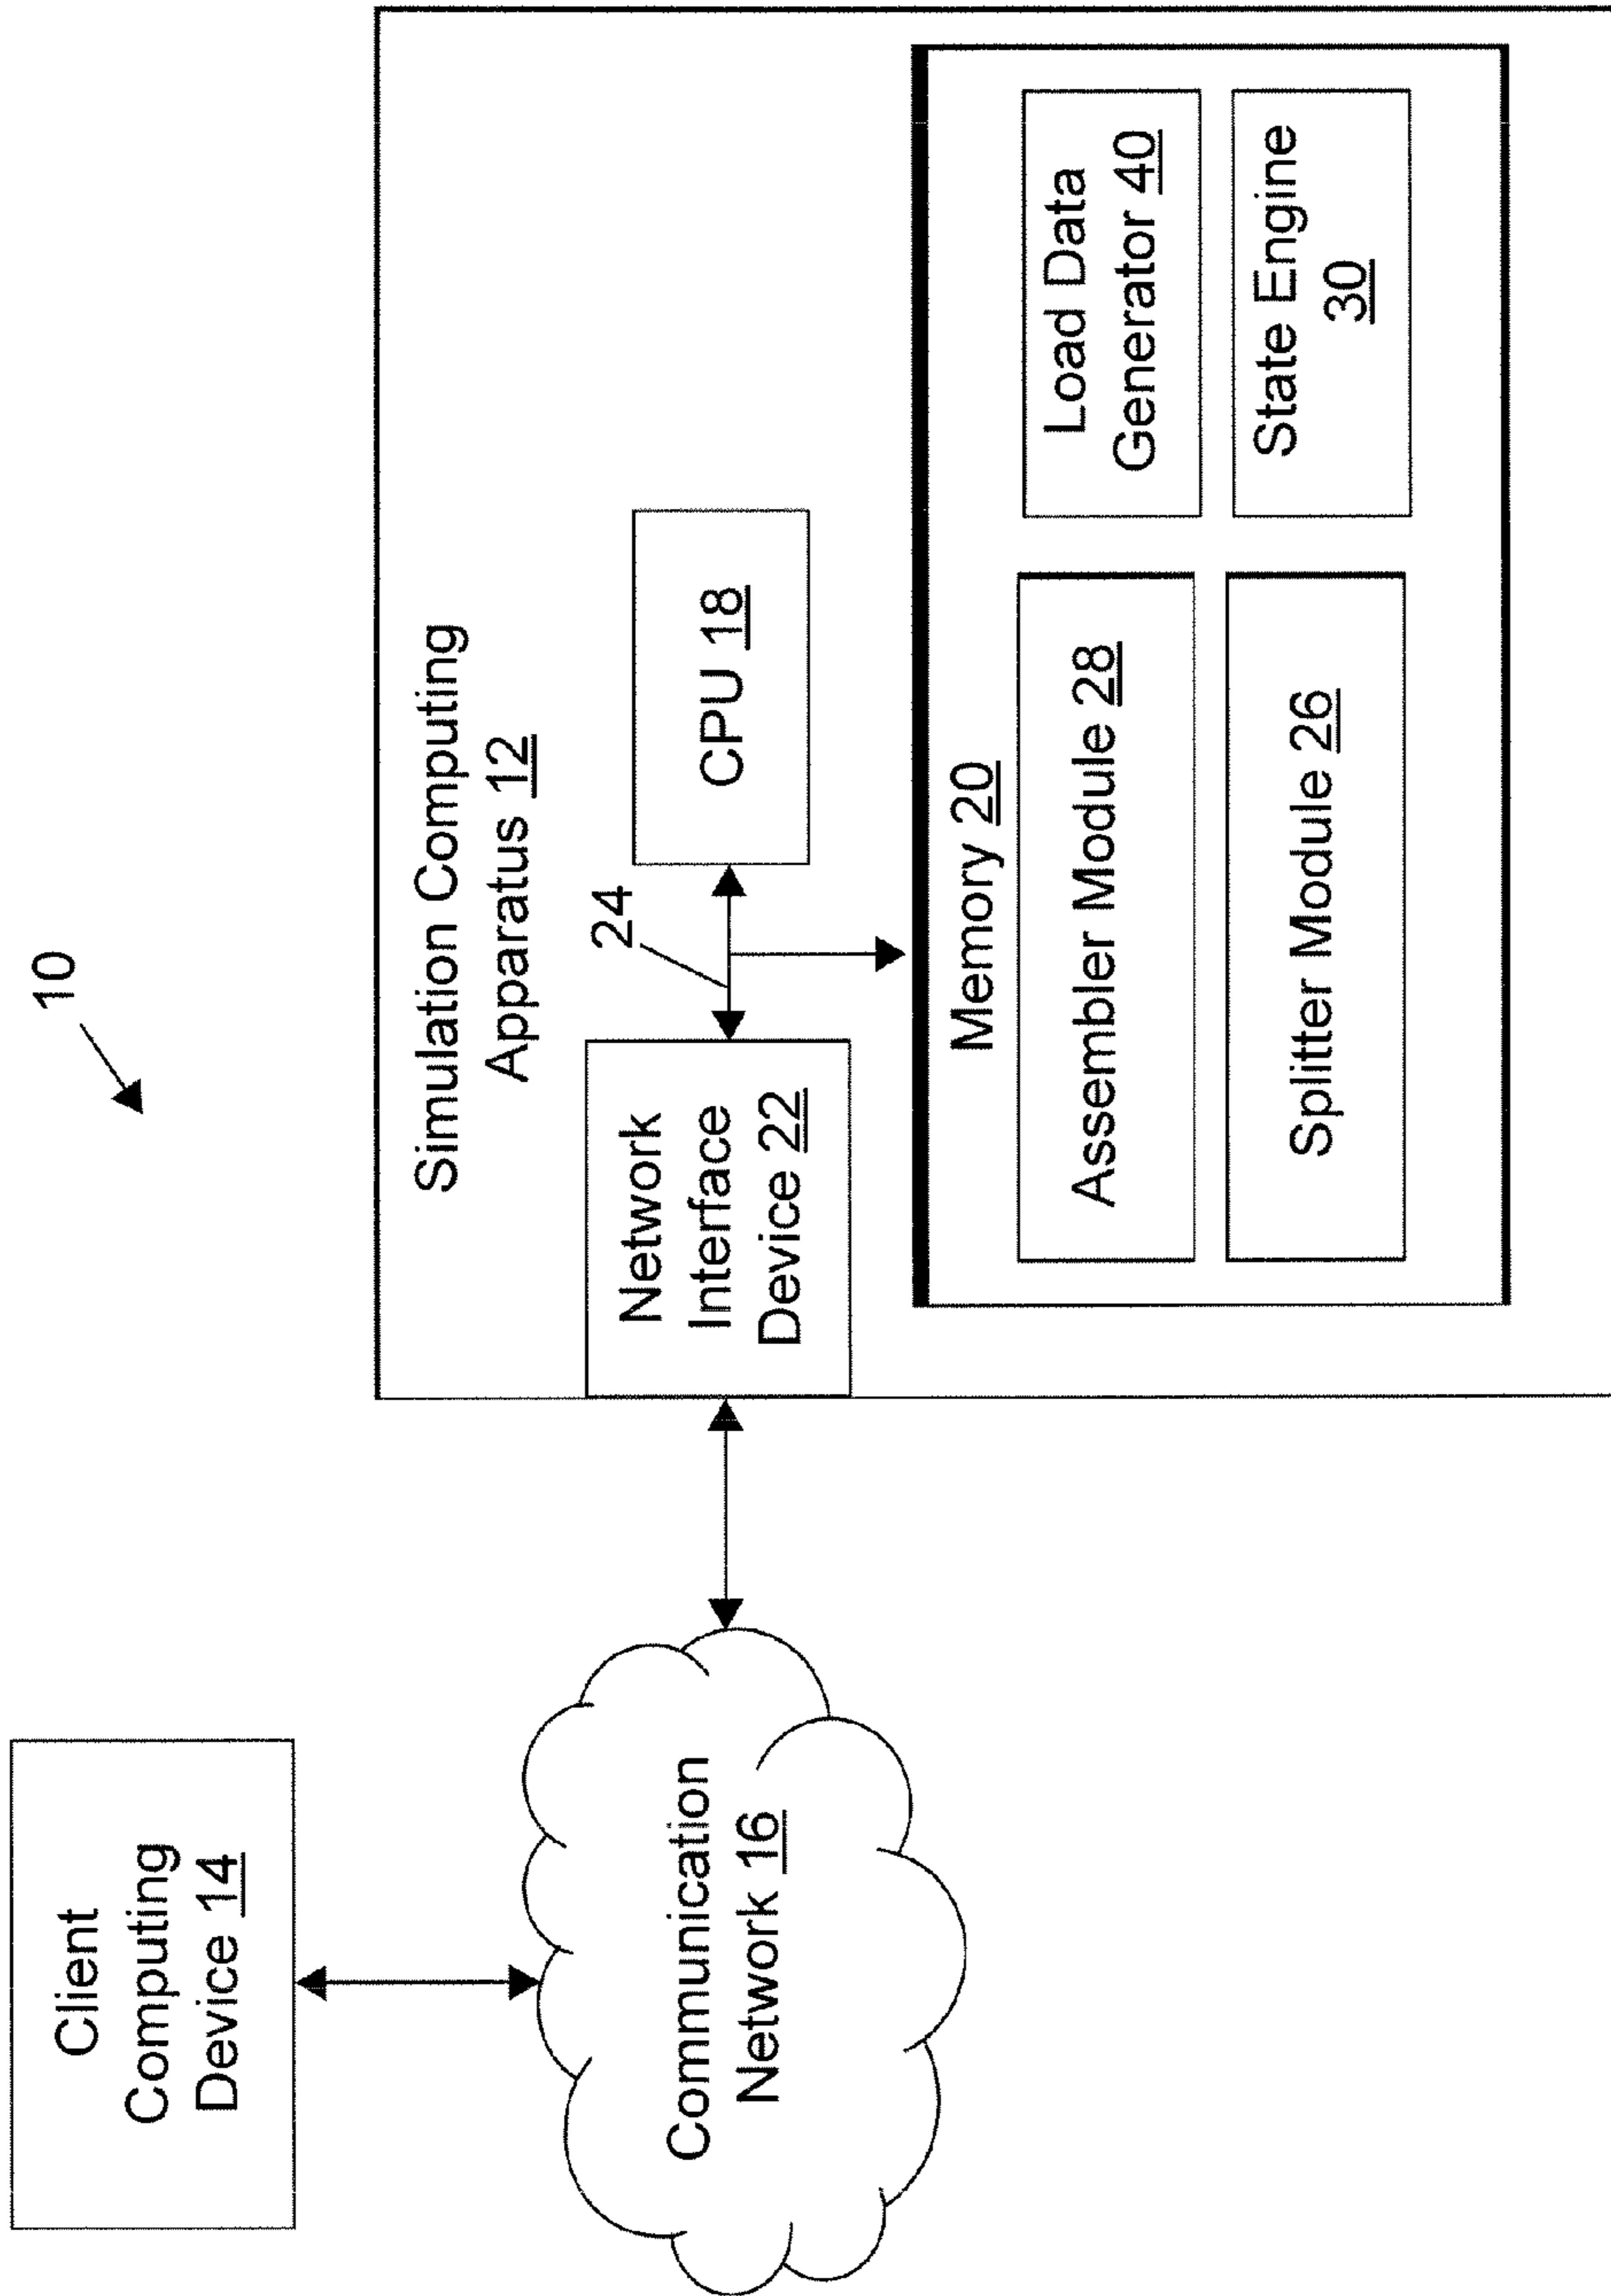 10
Client
Computing
Device 14
Communication
Network 16
Simulation Computing
Apparatus 12
Network
Interface
Device 22
24
CPU 18
Memory 20
Assembler Module 28
Load Data
Generator 40
Splitter Module 26
State Engine
30